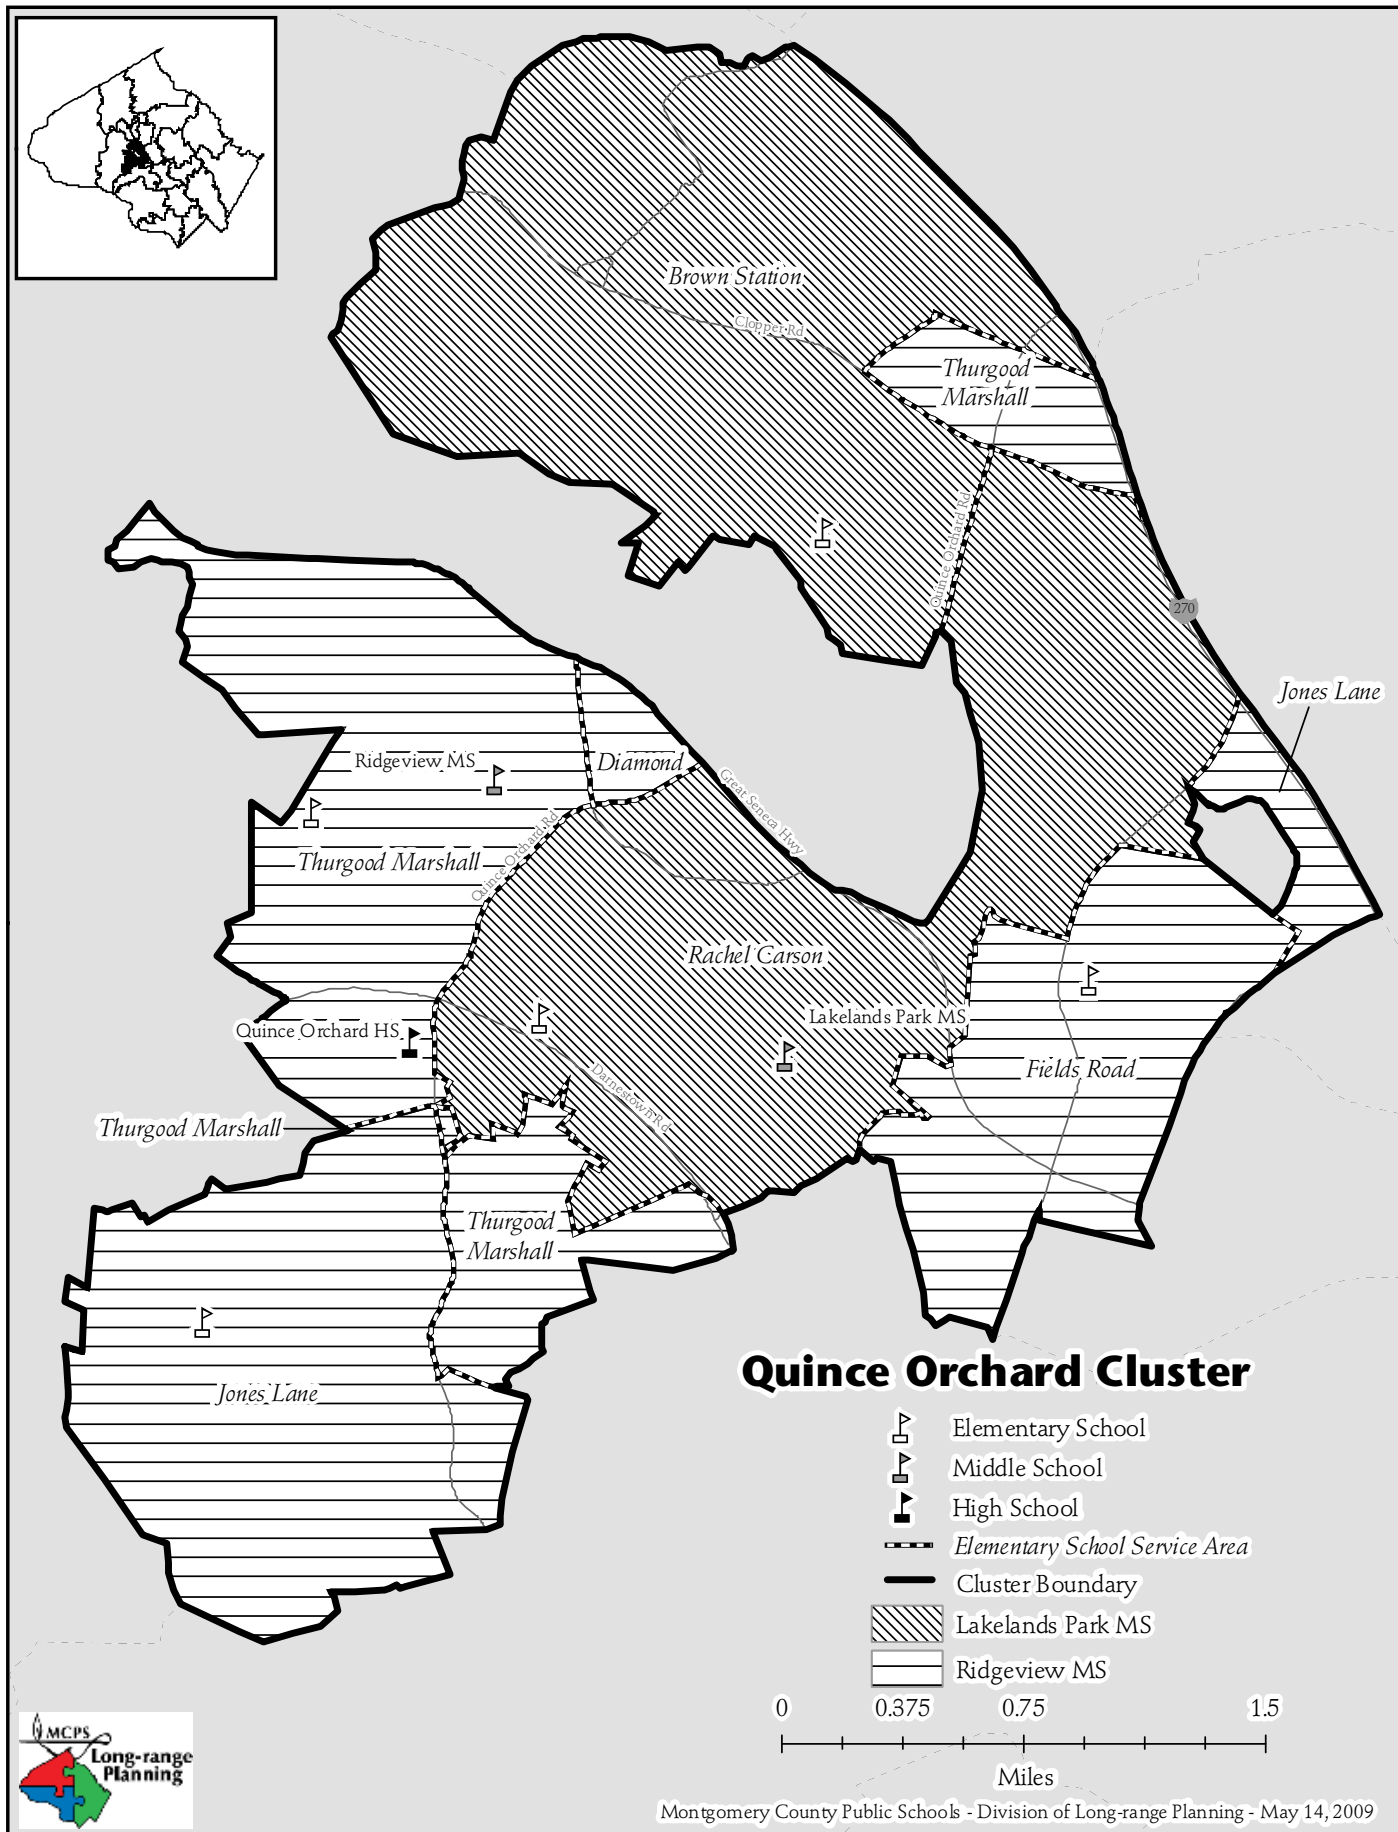 Brown Station
Clopper Rd
Thurgood
Marshall
Quince Orchard Rd
270
Jones Lane
Ridgeview MS
Diamond
Great Seneca Hwy
Quince Orchard Rd
Thurgood Marshall
Rachel Carson
Lakelands Park MS
Quince Orchard HS
Fields Road
Darnestown Rd
Thurgood Marshall
Thurgood
Marshall
Jones Lane
Quince Orchard Cluster
Elementary School
Middle School
High School
Elementary School Service Area
Cluster Boundary
Lakelands Park MS
Ridgeview MS
0 0.375 0.75 1.5
Miles
MCPS
Long-range
Planning
Montgomery County Public Schools - Division of Long-range Planning - May 14, 2009